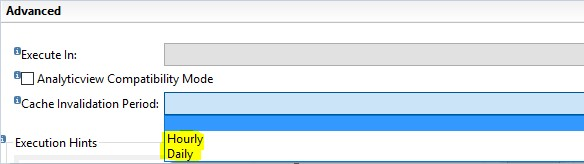 Advanced
Execute In:
Analyticview Compatibility Mode
Cache Invalidation Period:
Hourly
Execution Hints
Daily